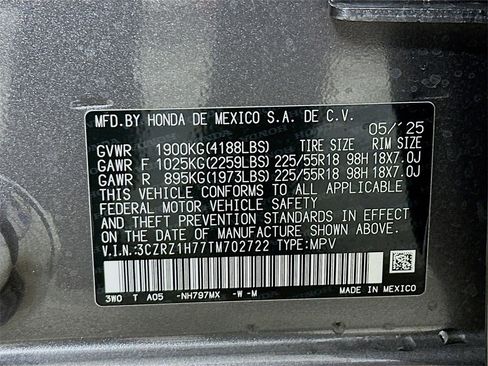 MFD.BY HONDA DE MEXICO S.A. DE C.V.
05/'25
GVWR 1900KG(4188LBS) TIRE SIZE RIM SIZE
GAWR F 1025KG(2259LBS) 225/55R18 98H 18X7.0J
GAWR R 895KG(1973LBS) 225/55R18 98H 18X7.0J
THIS VEHICLE CONFORMS TO ALL APPLICABLE
FEDERAL MOTOR VEHICLE SAFETY
AND THEFT PREVENTION STANDARDS IN EFFECT
ON THE DATE OF MANUFACTURE SHOWN ABOVE.
V.I.N.:3CZRZ1H77TM702722 TYPE:MPV
3W0 T A05 -NH797MX -W-M
MADE IN MEXICO